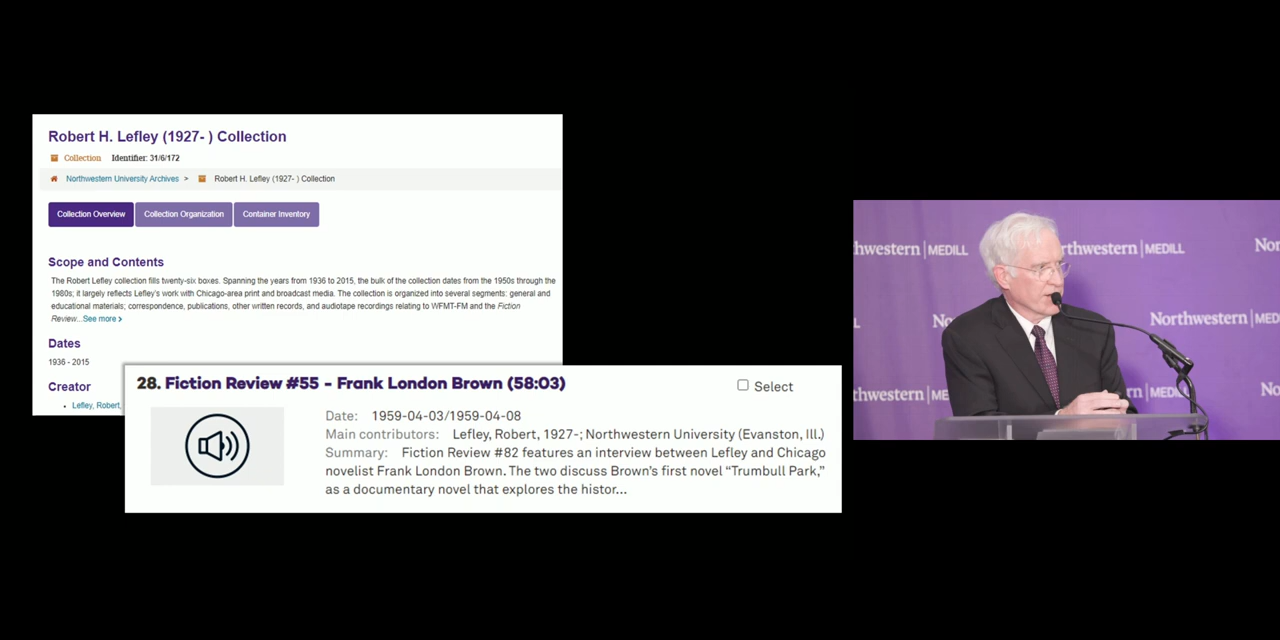 Robert H. Lefley (1927- ) Collection
Collection Identifier: 31/6/172
Northwestern University Archives > Robert H. Lefley (1927- ) Collection
Collection Overview Collection Organization Container Inventory
Scope and Contents
The Robert Lefley collection fills twenty-six boxes. Spanning the years from 1936 to 2015, the bulk of the collection dates from the 1950s through the
1980s; it largely reflects Lefley's work with Chicago-area print and broadcast media. The collection is organized into several segments: general and
educational materials; correspondence, publications, other written records, and audiotape recordings relating to WFMT-FM and the Fiction
Review...See more >
Dates
1936 - 2015
Creator
• Lefley, Robert,
28. Fiction Review #55 - Frank London Brown (58:03)
Select
Date: 1959-04-03/1959-04-08
Main contributors: Lefley, Robert, 1927-; Northwestern University (Evanston, Ill.)
Summary: Fiction Review #82 features an interview between Lefley and Chicago
novelist Frank London Brown. The two discuss Brown's first novel “Trumbull Park,”
as a documentary novel that explores the histor...
hwestern | MEDILL
rthwestern | MEDILL
Nor
L
No
Northwestern | MED
hwestern | ME
MEDILL
No